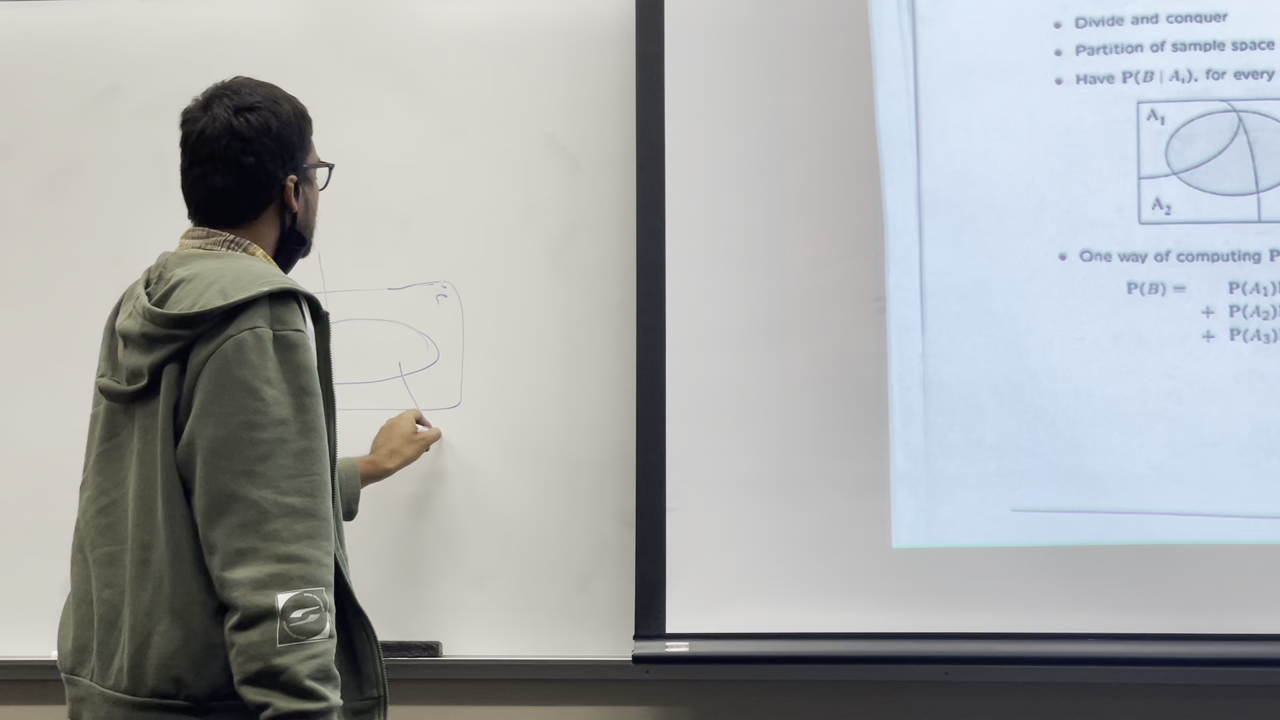 • Divide and conquer
• Partition of sample space
• Have P(B | Aᵢ), for every
A₁
A₂
• One way of computing P
P(B) = P(A₁)
+ P(A₂)
+ P(A₃)